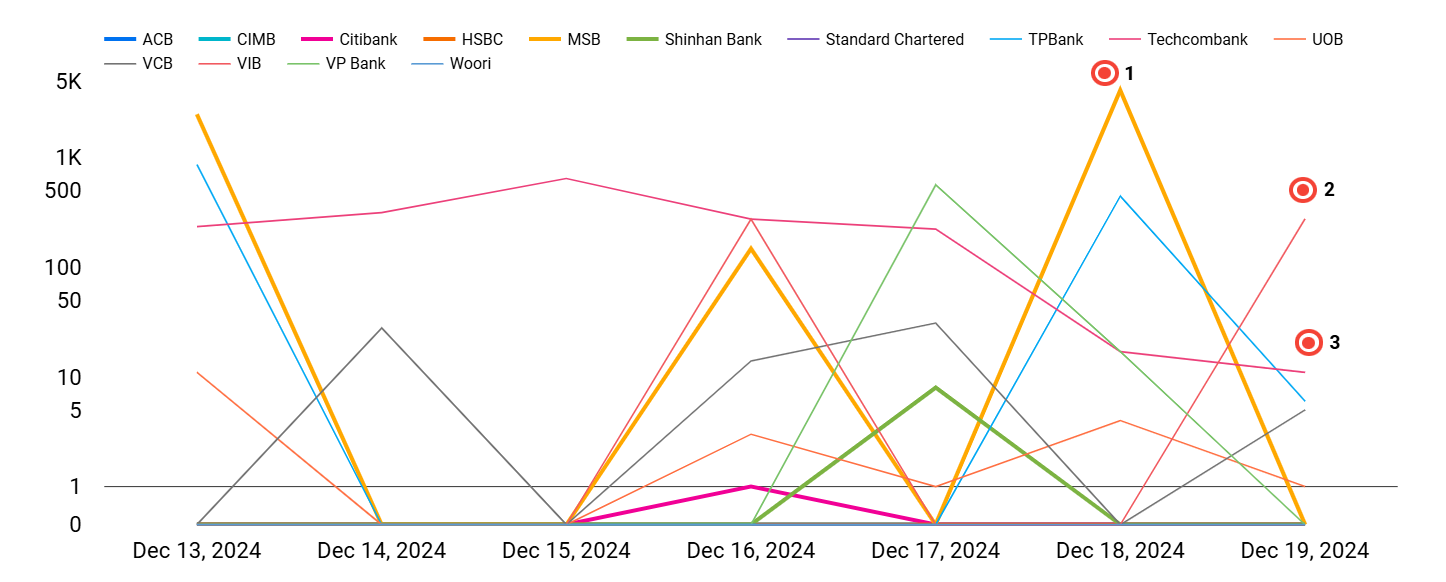 ACB CIMB Citibank HSBC MSB Shinhan Bank Standard Chartered TPBank Techcombank UOB
VCB VIB VP Bank Woori
1
5K
1K
500
2
100
50
3
10
5
1
0
Dec 13, 2024 Dec 14, 2024 Dec 15, 2024 Dec 16, 2024 Dec 17, 2024 Dec 18, 2024 Dec 19, 2024